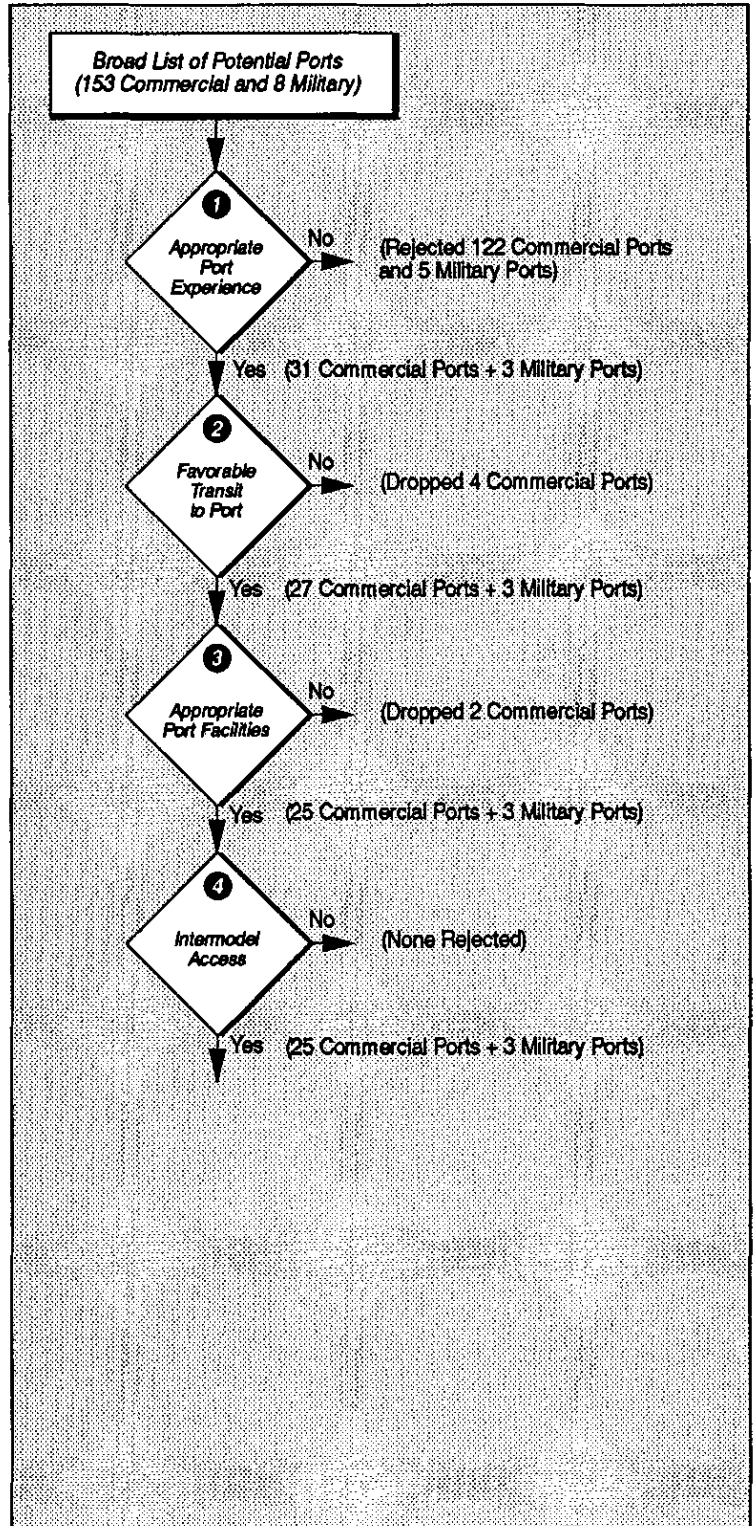 Broad List of Potential Ports
(153 Commercial and 8 Military)
1
Appropriate
Port
Experience
No
(Rejected 122 Commercial Ports
and 5 Military Ports)
Yes (31 Commercial Ports + 3 Military Ports)
2
Favorable
Transit
to Port
No
(Dropped 4 Commercial Ports)
Yes (27 Commercial Ports + 3 Military Ports)
3
Appropriate
Port Facilities
No
(Dropped 2 Commercial Ports)
Yes (25 Commercial Ports + 3 Military Ports)
4
Intermodel
Access
No
(None Rejected)
Yes (25 Commercial Ports + 3 Military Ports)